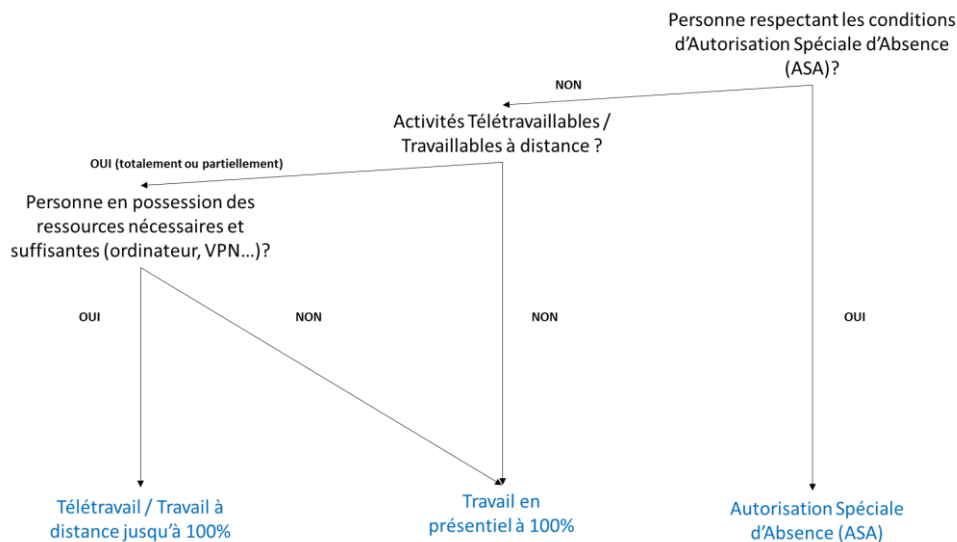 Personne respectant les conditions
d'Autorisation Spéciale d'Absence
(ASA)?
NON
Activités Télétravaillables /
Travaillables à distance ?
OUI (totalement ou partiellement)
Personne en possession des
ressources nécessaires et
suffisantes (ordinateur, VPN...)?
OUI
NON
NON
OUI
Télétravail / Travail à
distance jusqu'à 100%
Travail en
présentiel à 100%
Autorisation Spéciale
d'Absence (ASA)